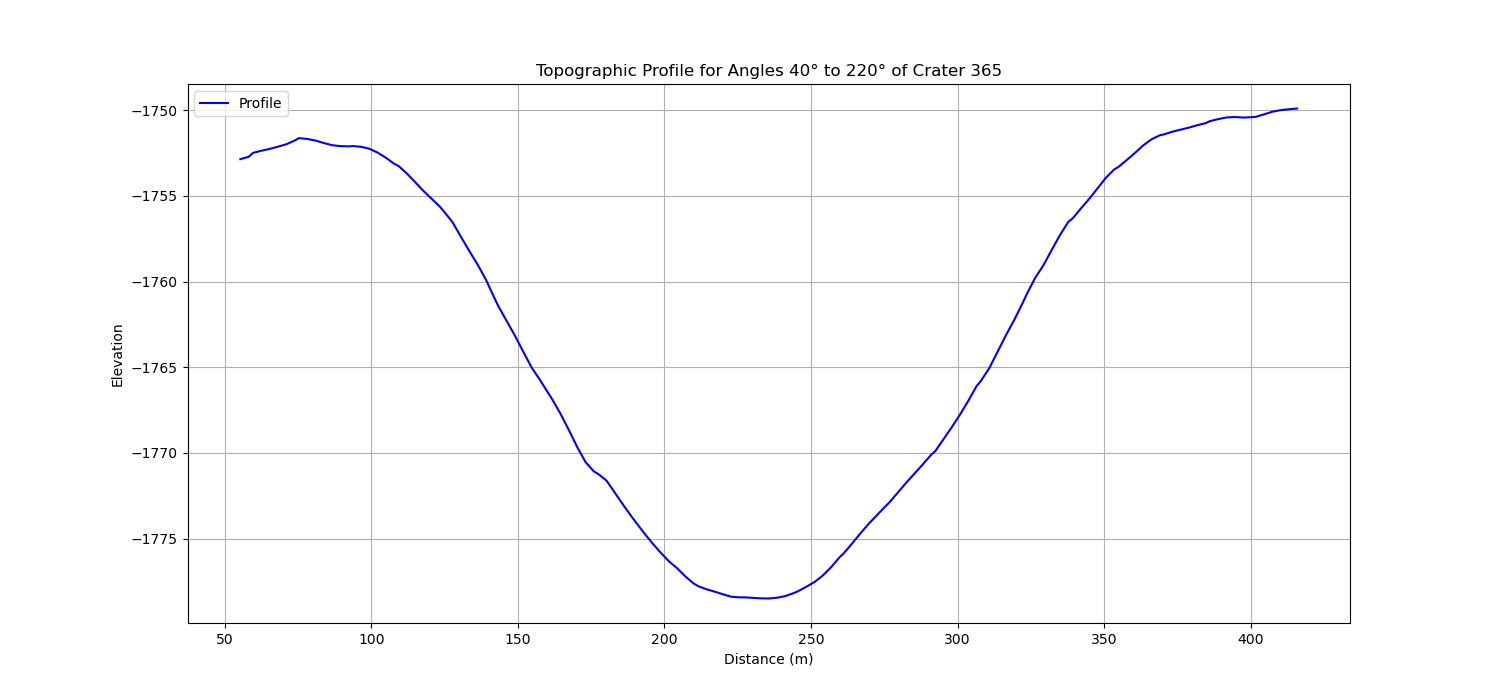 Topographic Profile for Angles 40° to 220° of Crater 365
Profile
−1750
−1755
−1760
−1765
−1770
−1775
Elevation
50 100 150 200 250 300 350 400
Distance (m)